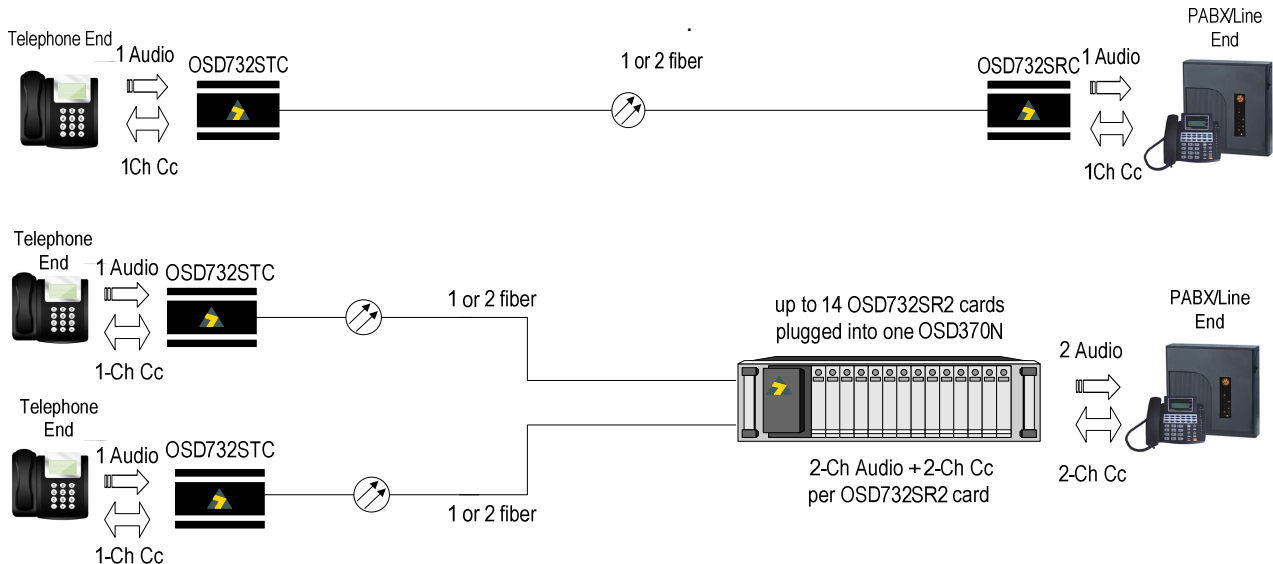 Telephone End
1 Audio
OSD732STC
1Ch Cc
1 or 2 fiber
.
OSD732SRC
1 Audio
1Ch Cc
PABX/Line
End
Telephone
End
1 Audio
OSD732STC
1-Ch Cc
1 or 2 fiber
Telephone
End
1 Audio
OSD732STC
1-Ch Cc
1 or 2 fiber
up to 14 OSD732SR2 cards
plugged into one OSD370N
2-Ch Audio + 2-Ch Cc
per OSD732SR2 card
2 Audio
2-Ch Cc
PABX/Line
End